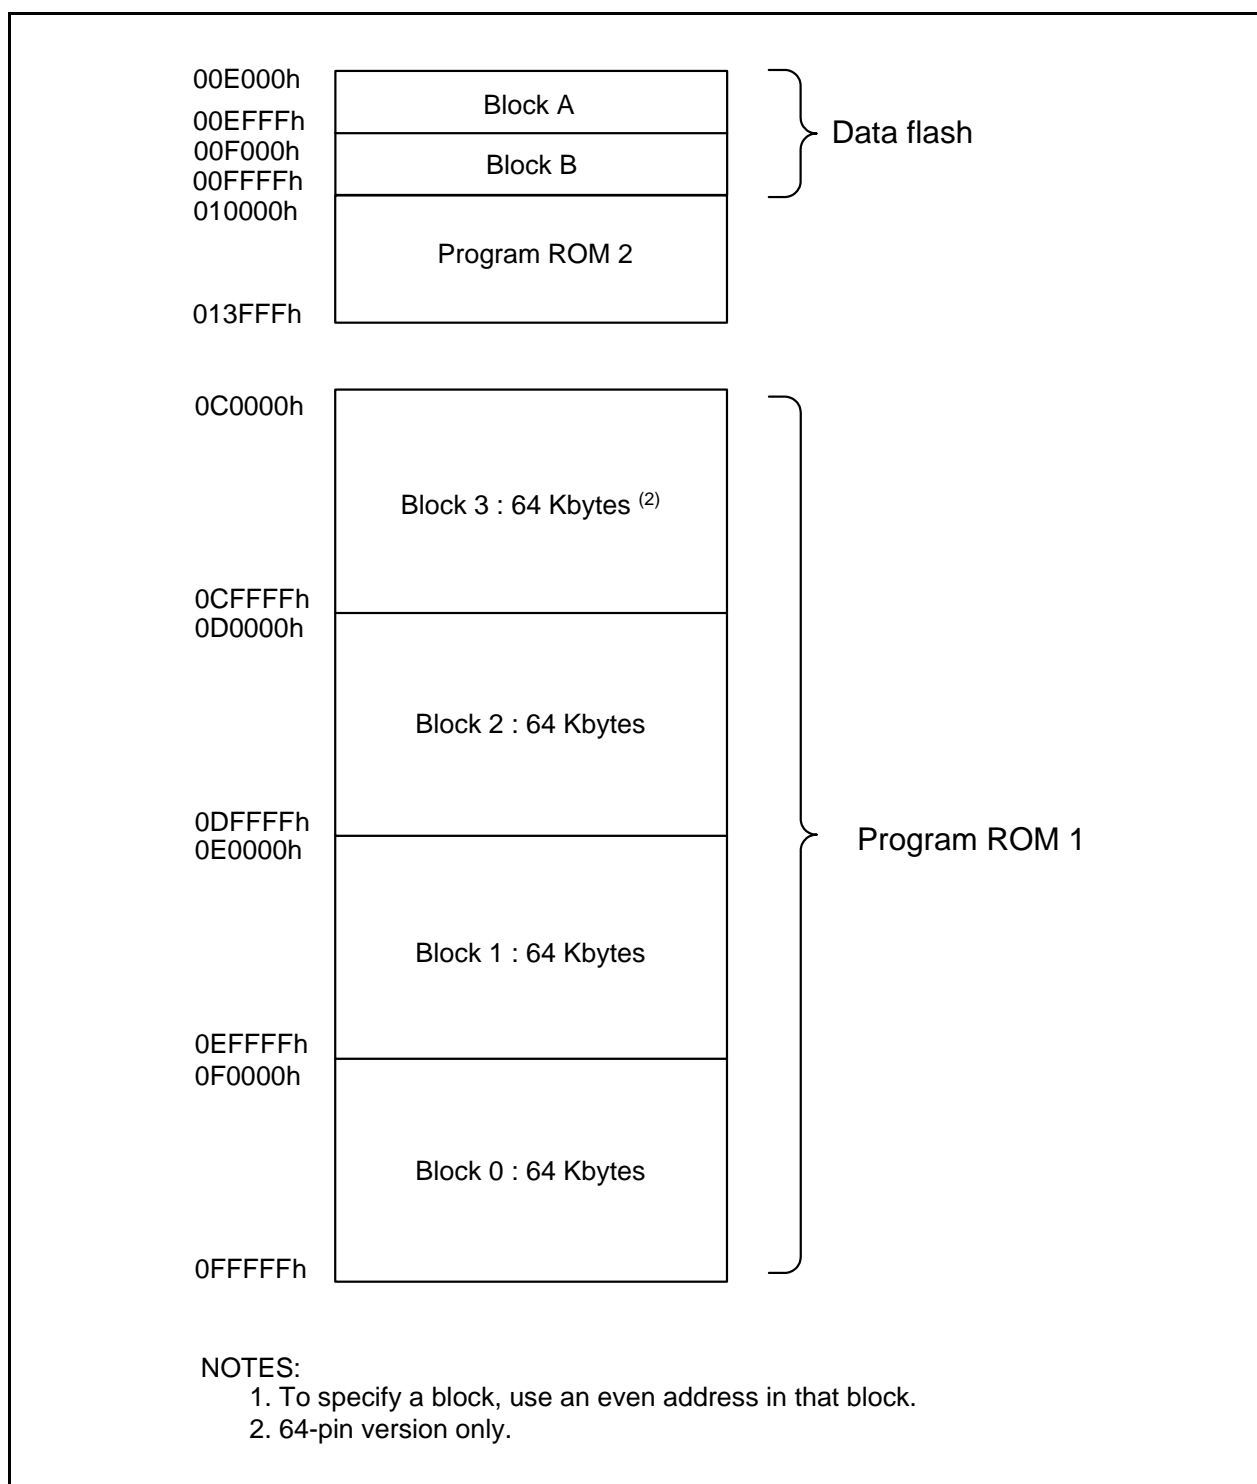 00E000h
Block A
00EFFFh
00F000h
Block B
00FFFFh
Data flash
010000h
Program ROM 2
013FFFh
0C0000h
Block 3 : 64 Kbytes (2)
0CFFFFh
0D0000h
Block 2 : 64 Kbytes
0DFFFFh
0E0000h
Program ROM 1
Block 1 : 64 Kbytes
0EFFFFh
0F0000h
Block 0 : 64 Kbytes
0FFFFFh
NOTES:
1. To specify a block, use an even address in that block.
2. 64-pin version only.